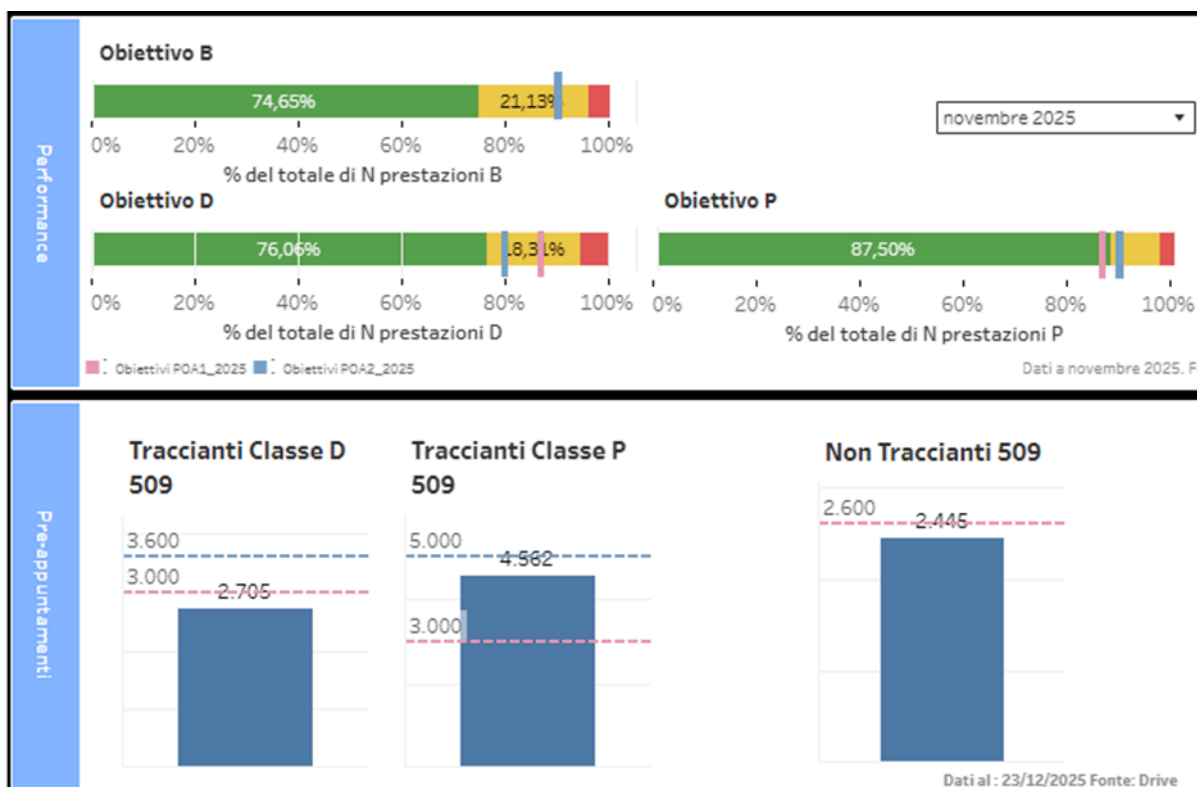 Performance
Obiettivo B
74,65%
21,13%
0% 20% 40% 60% 80% 100%
% del totale di N prestazioni B
novembre 2025
Obiettivo D
76,06%
18,31%
0% 20% 40% 60% 80% 100%
% del totale di N prestazioni D
Obiettivo P
87,50%
0% 20% 40% 60% 80% 100%
% del totale di N prestazioni P
Obiettivi POA1_2025
Obiettivi POA2_2025
Dati a novembre 2025. F
Pre-appuntamenti
Traccianti Classe D
509
3.600
3.000
2.705
Traccianti Classe P
509
5.000
4.562
3.000
Non Traccianti 509
2.600
2.445
Dati al : 23/12/2025 Fonte: Drive